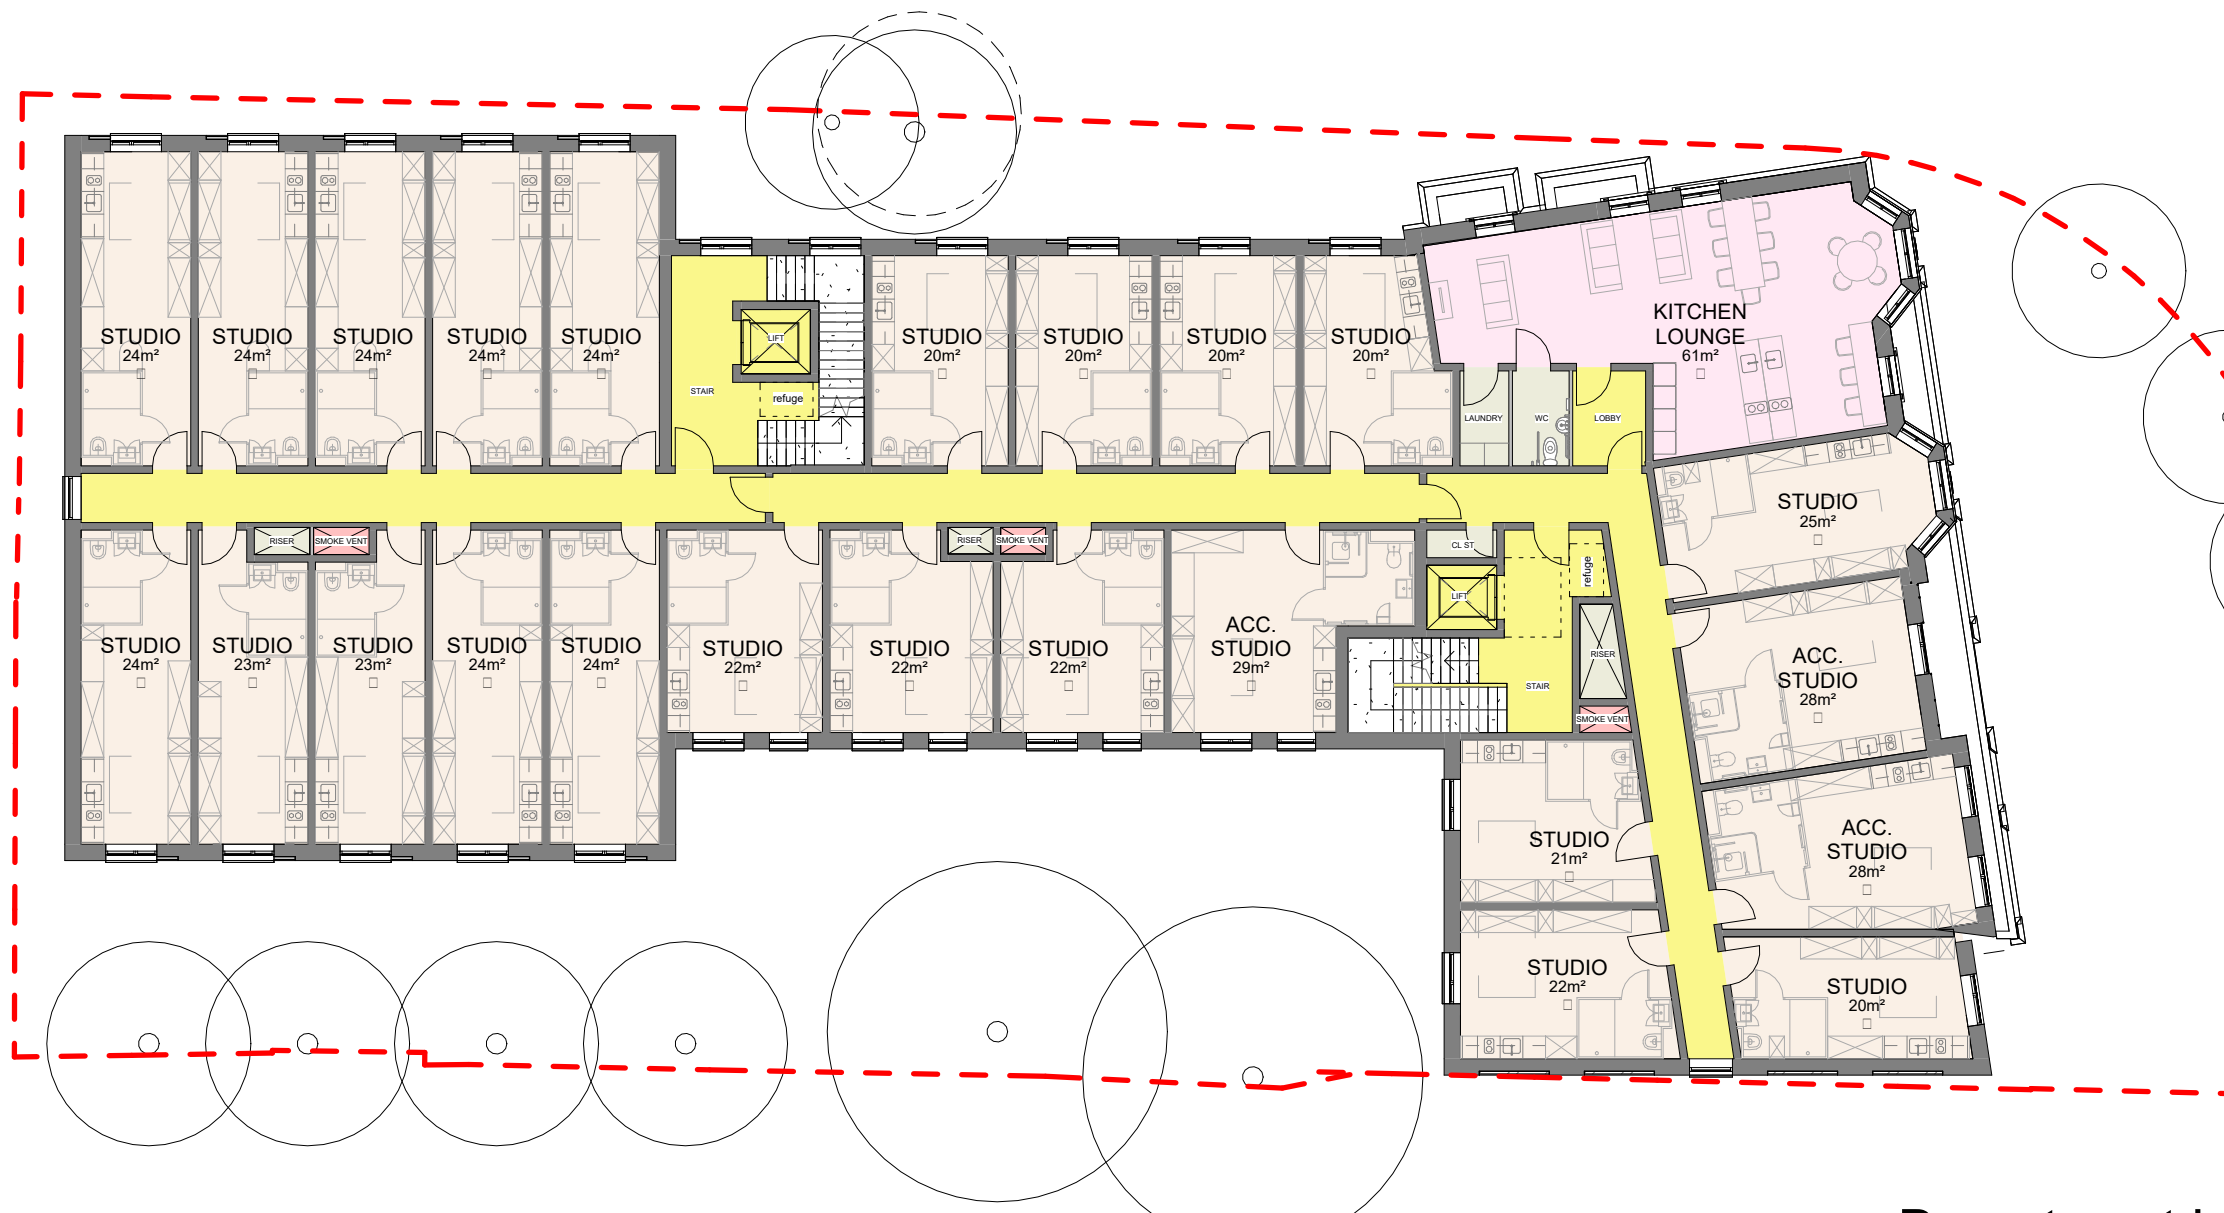 KITCHEN
LOUNGE
61m²
STUDIO
24m²
STUDIO
24m²
STUDIO
24m²
STUDIO
24m²
STUDIO
24m²
LIFT
STAIR
refuge
STUDIO
20m²
STUDIO
20m²
STUDIO
20m²
STUDIO
20m²
LAUNDRY
WC
LOBBY
STUDIO
25m²
RISER
SMOKE VENT
RISER
SMOKE VENT
CL ST
refuge
LIFT
STUDIO
24m²
STUDIO
23m²
STUDIO
23m²
STUDIO
24m²
STUDIO
24m²
STUDIO
22m²
STUDIO
22m²
STUDIO
22m²
ACC.
STUDIO
29m²
RISER
STAIR
SMOKE VENT
ACC.
STUDIO
28m²
STUDIO
21m²
ACC.
STUDIO
28m²
STUDIO
22m²
STUDIO
20m²